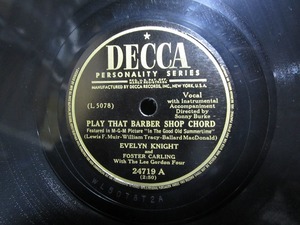 DECCA
PERSONALITY SERIES
MANUFACTURED BY DECCA RECORDS, INC., NEW YORK, U.S.A.
(L 5078)
Vocal
with Instrumental
Accompaniment
Directed by
Sonny Burke
PLAY THAT BARBER SHOP CHORD
Featured in M-G-M Picture "In The Good Old Summertime"
(Lewis F. Muir-William Tracy-Ballard MacDonald)
EVELYN KNIGHT
and
FOSTER CARLING
With The Lee Gordon Four
24719 A
(2:50)